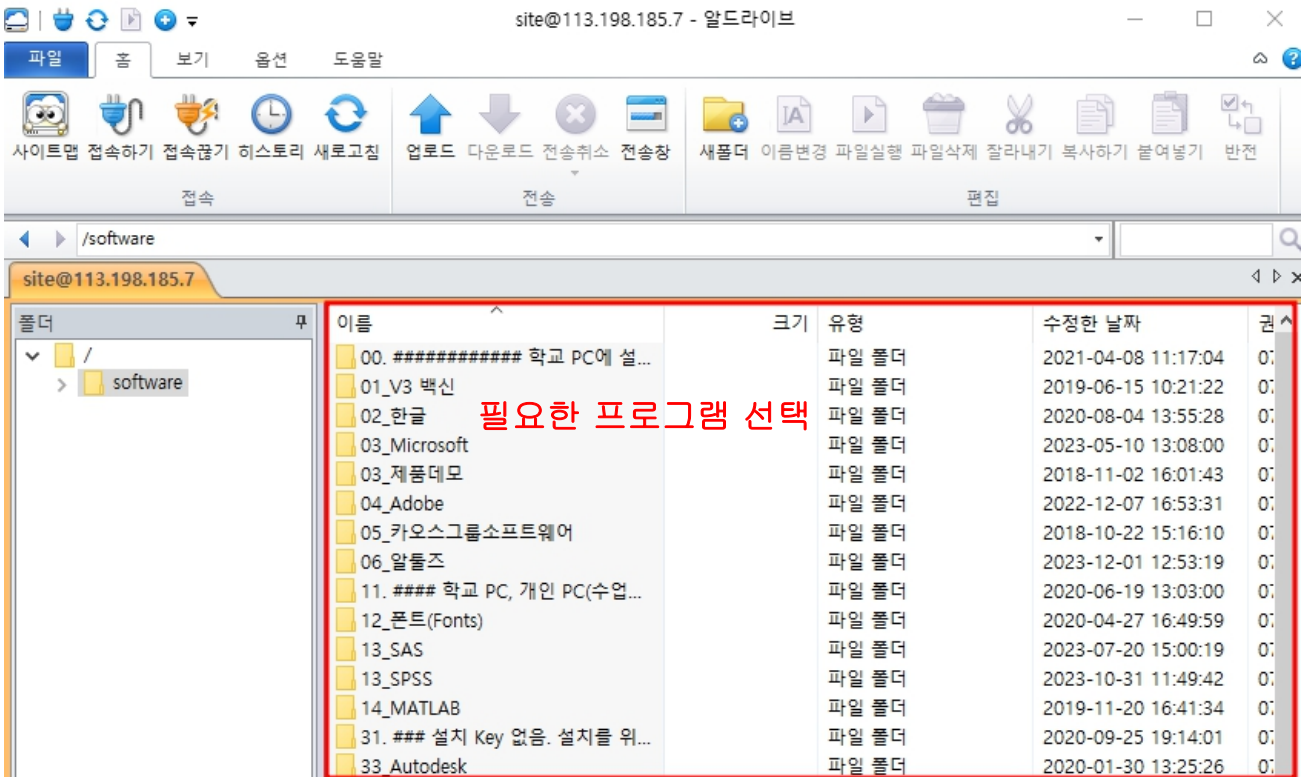 site@113.198.185.7 - 알드라이브
파일 홈 보기 옵션 도움말
사이트맵 접속하기 접속끊기 히스토리 새로고침 업로드 다운로드 전송취소 전송창 새폴더 이름변경 파일실행 파일삭제 잘라내기 복사하기 붙여넣기 반전
접속 전송 편집
/software
site@113.198.185.7
폴더 이름 크기 유형 수정한 날짜 권
/
software
00. ############ 학교 PC에 설... 파일 폴더 2021-04-08 11:17:04 07
01_V3 백신 파일 폴더 2019-06-15 10:21:22 07
02_한글 파일 폴더 2020-08-04 13:55:28 07
필요한 프로그램 선택
03_Microsoft 파일 폴더 2023-05-10 13:08:00 07
03_제품데모 파일 폴더 2018-11-02 16:01:43 07
04_Adobe 파일 폴더 2022-12-07 16:53:31 07
05_카오스그룹소프트웨어 파일 폴더 2018-10-22 15:16:10 07
06_알툴즈 파일 폴더 2023-12-01 12:53:19 07
11. #### 학교 PC, 개인 PC(수업... 파일 폴더 2020-06-19 13:03:00 07
12_폰트(Fonts) 파일 폴더 2020-04-27 16:49:59 07
13_SAS 파일 폴더 2023-07-20 15:00:19 07
13_SPSS 파일 폴더 2023-10-31 11:49:42 07
14_MATLAB 파일 폴더 2019-11-20 16:41:34 07
31. ### 설치 Key 없음. 설치를 위... 파일 폴더 2020-09-25 19:14:01 07
33_Autodesk 파일 폴더 2020-01-30 13:25:26 07